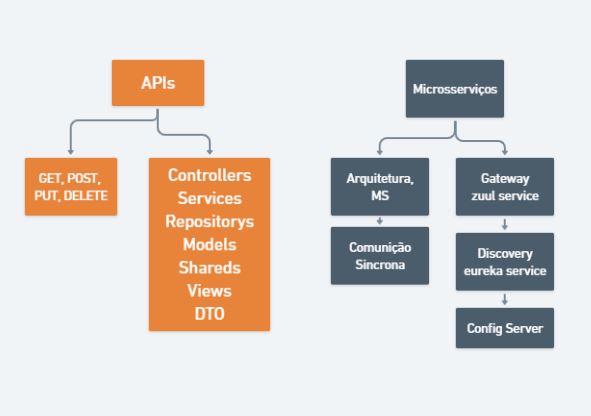 APIs
GET, POST,
PUT, DELETE
Controllers
Services
Repositorys
Models
Shareds
Views
DTO
Microsserviços
Arquitetura,
MS
Comunição
Sincrona
Gateway
zuul service
Discovery
eureka service
Config Server